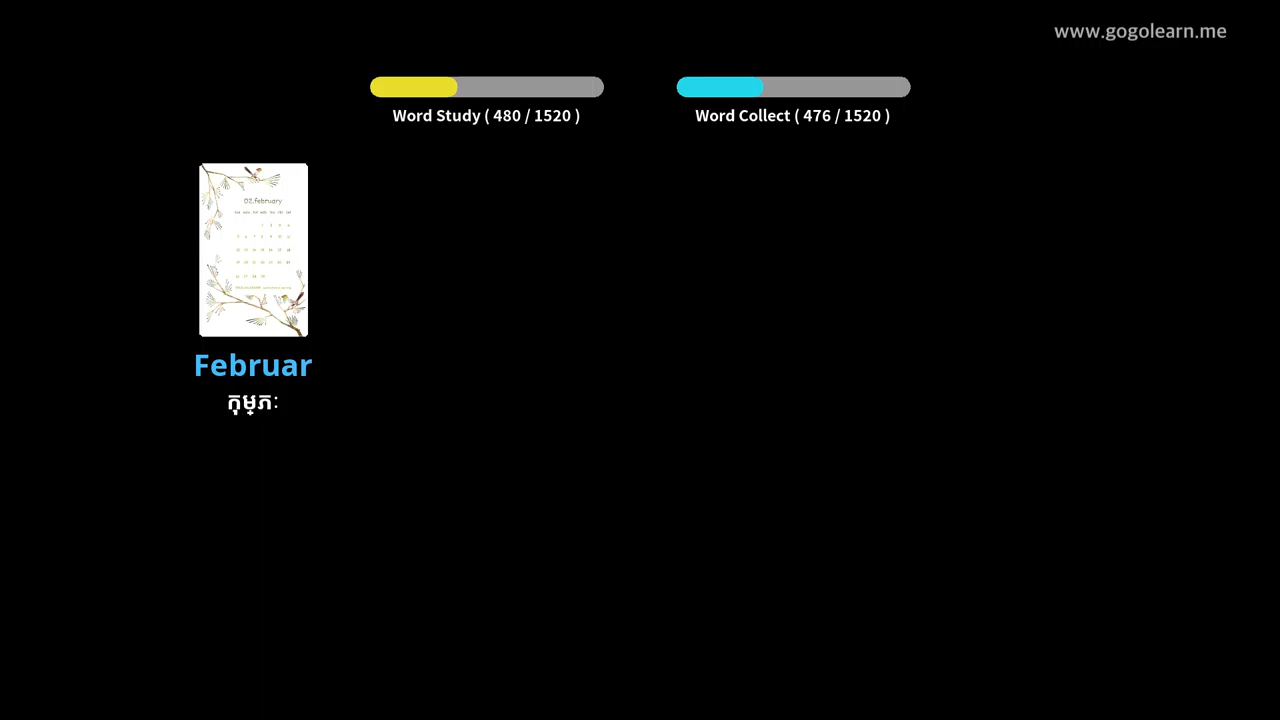 www.gogolearn.me
Word Study ( 480 / 1520 )
Word Collect ( 476 / 1520 )
02.february
Februar
កុម្ភៈ